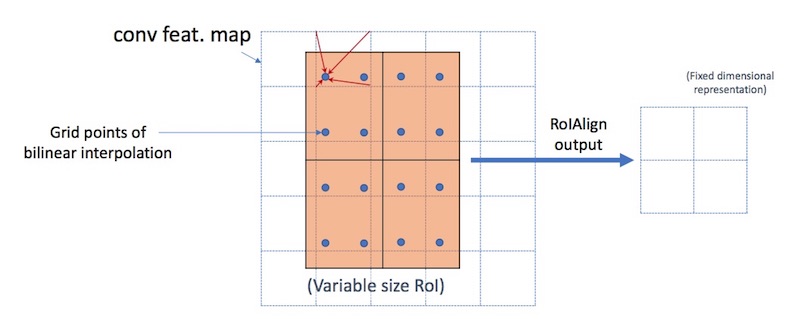 conv feat. map
(Fixed dimensional
representation)
Grid points of
bilinear interpolation
RoIAlign
output
(Variable size RoI)